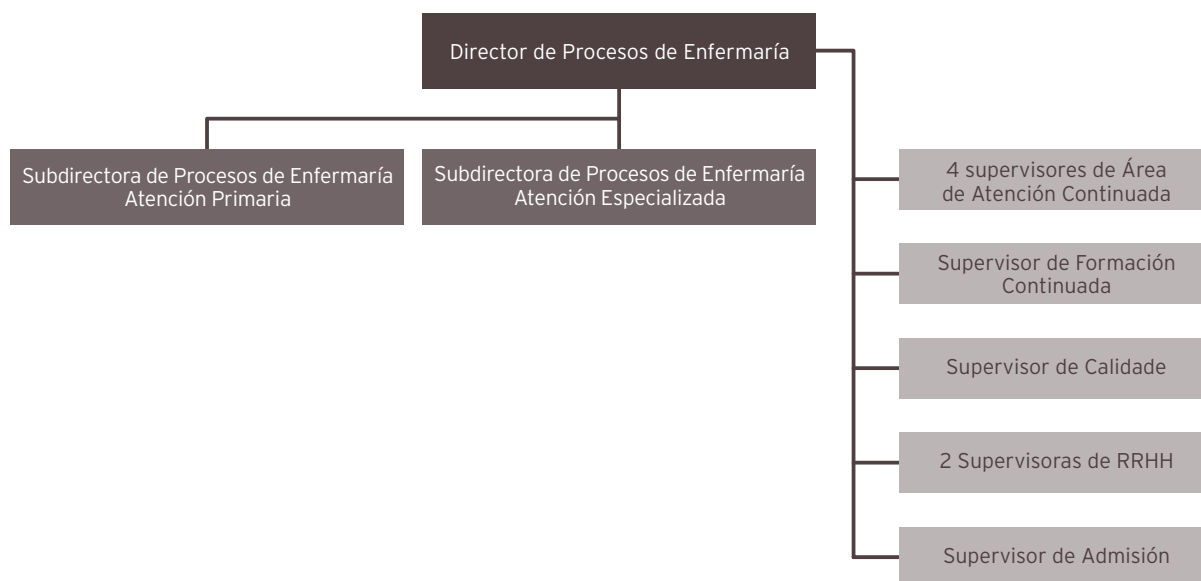 Director de Procesos de Enfermaría
Subdirectora de Procesos de Enfermaría
Atención Primaria
Subdirectora de Procesos de Enfermaría
Atención Especializada
4 supervisores de Área
de Atención Continuada
Supervisor de Formación
Continuada
Supervisor de Calidade
2 Supervisoras de RRHH
Supervisor de Admisión